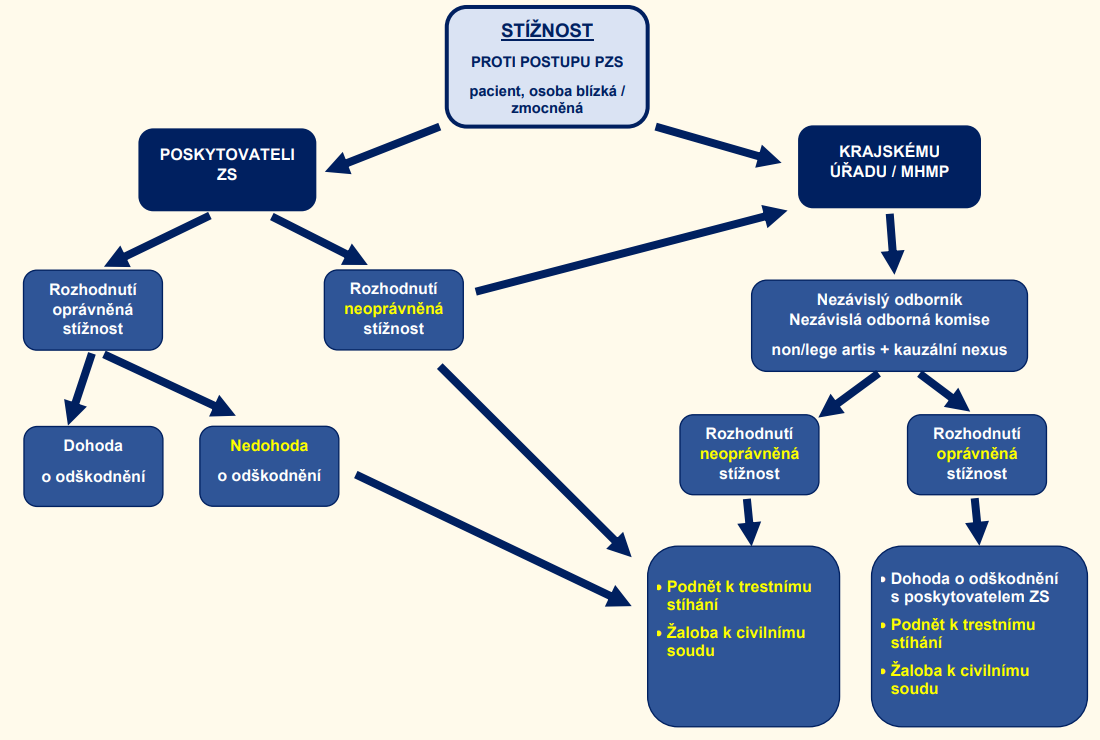 STÍŽNOST
PROTI POSTUPU PZS
pacient, osoba blízká /
zmocněná
POSKYTOVATELI
ZS
KRAJSKÉMU
ÚŘADU / MHMP
Rozhodnutí
oprávněná
stížnost
Rozhodnutí
neoprávněná
stížnost
Nezávislý odborník
Nezávislá odborná komise
non/lege artis + kauzální nexus
Dohoda
o odškodnění
Nedohoda
o odškodnění
Rozhodnutí
neoprávněná
stížnost
Rozhodnutí
oprávněná
stížnost
• Podnět k trestnímu
stíhání
• Žaloba k civilnímu
soudu
• Dohoda o odškodnění
s poskytovatelem ZS
• Podnět k trestnímu
stíhání
• Žaloba k civilnímu
soudu